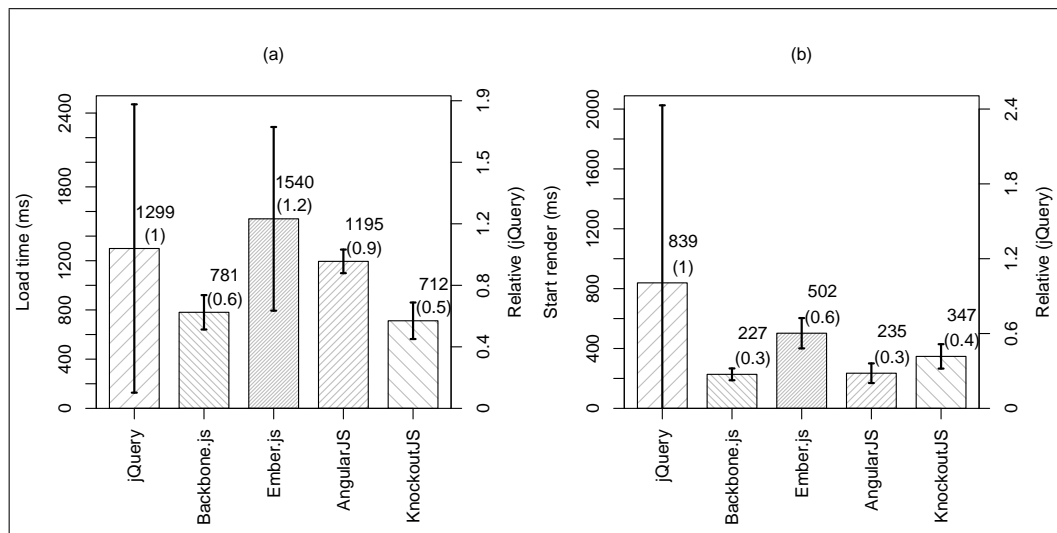 (a)
Load time (ms)
0
400
800
1200
1800
2400
1299
(1)
781
(0.6)
1540
(1.2)
1195
(0.9)
712
(0.5)
0
0.4
0.8
1.2
1.5
1.9
Relative (jQuery)
jQuery
Backbone.js
Ember.js
AngularJS
KnockoutJS
(b)
Start render (ms)
0
400
800
1200
1600
2000
839
(1)
227
(0.3)
502
(0.6)
235
(0.3)
347
(0.4)
0
0.6
1.2
1.8
2.4
Relative (jQuery)
jQuery
Backbone.js
Ember.js
AngularJS
KnockoutJS